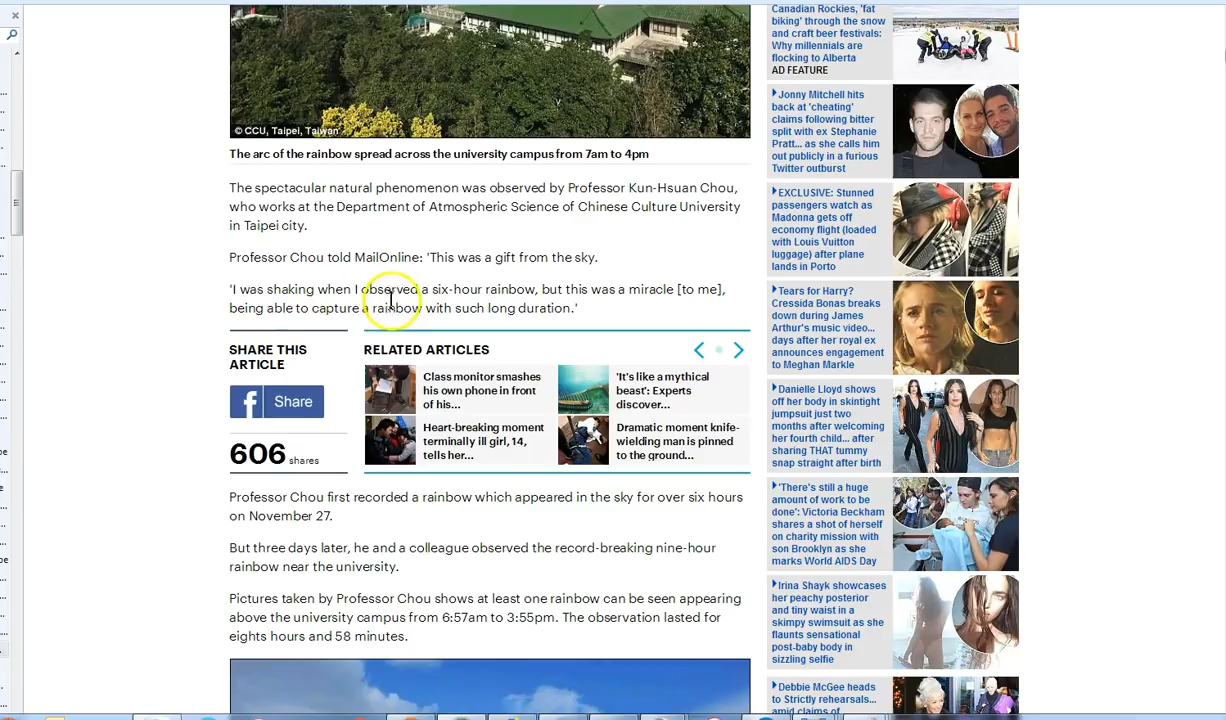 © CCU, Taipei, Taiwan
The arc of the rainbow spread across the university campus from 7am to 4pm
The spectacular natural phenomenon was observed by Professor Kun-Hsuan Chou,
who works at the Department of Atmospheric Science of Chinese Culture University
in Taipei city.
Professor Chou told MailOnline: 'This was a gift from the sky.
'I was shaking when I observed a six-hour rainbow, but this was a miracle [to me],
being able to capture a rainbow with such long duration.'
SHARE THIS
ARTICLE
Share
606 shares
RELATED ARTICLES
Class monitor smashes
his own phone in front
of his...
'It's like a mythical
beast': Experts
discover...
Heart-breaking moment
terminally ill girl, 14,
tells her...
Dramatic moment knife-
wielding man is pinned
to the ground...
Professor Chou first recorded a rainbow which appeared in the sky for over six hours
on November 27.
But three days later, he and a colleague observed the record-breaking nine-hour
rainbow near the university.
Pictures taken by Professor Chou shows at least one rainbow can be seen appearing
above the university campus from 6:57am to 3:55pm. The observation lasted for
eights hours and 58 minutes.
Canadian Rockies, 'fat
biking' through the snow
and craft beer festivals:
Why millennials are
flocking to Alberta
AD FEATURE
Jonny Mitchell hits
back at 'cheating'
claims following bitter
split with ex Stephanie
Pratt... as she calls him
out publicly in a furious
Twitter outburst
EXCLUSIVE: Stunned
passengers watch as
Madonna gets off
economy flight (loaded
with Louis Vuitton
luggage) after plane
lands in Porto
Tears for Harry?
Cressida Bonas breaks
down during James
Arthur's music video...
days after her royal ex
announces engagement
to Meghan Markle
Danielle Lloyd shows
off her body in skintight
jumpsuit just two
months after welcoming
her fourth child... after
sharing THAT tummy
snap straight after birth
'There's still a huge
amount of work to be
done': Victoria Beckham
shares a shot of herself
on charity mission with
son Brooklyn as she
marks World AIDS Day
Irina Shayk showcases
her peachy posterior
and tiny waist in a
skimpy swimsuit as she
flaunts sensational
post-baby body in
sizzling selfie
Debbie McGee heads
to Strictly rehearsals...
amid claims of